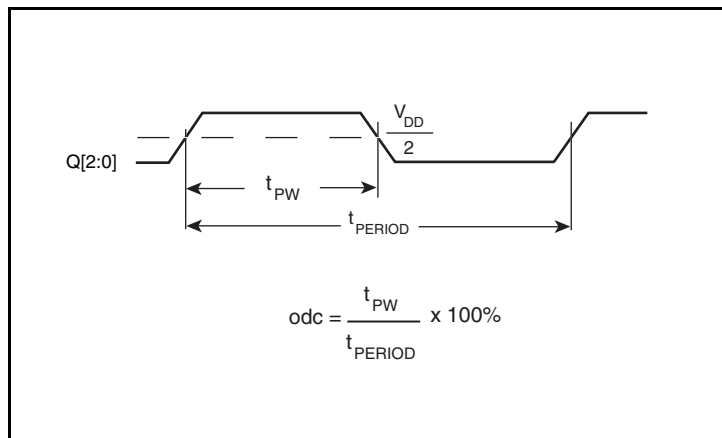 V_DD
2
Q[2:0]
t_PW
t_PERIOD
t_PW
odc = x 100%
t_PERIOD